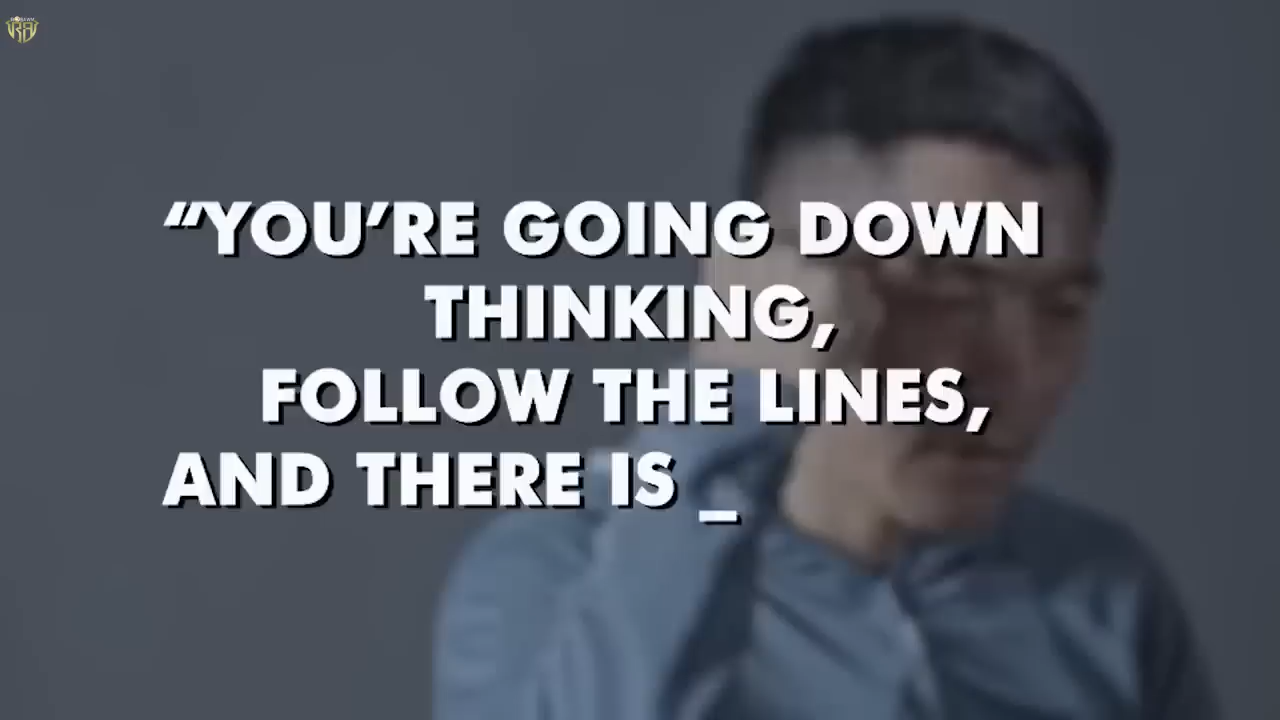 “YOU’RE GOING DOWN
THINKING,
FOLLOW THE LINES,
AND THERE IS _